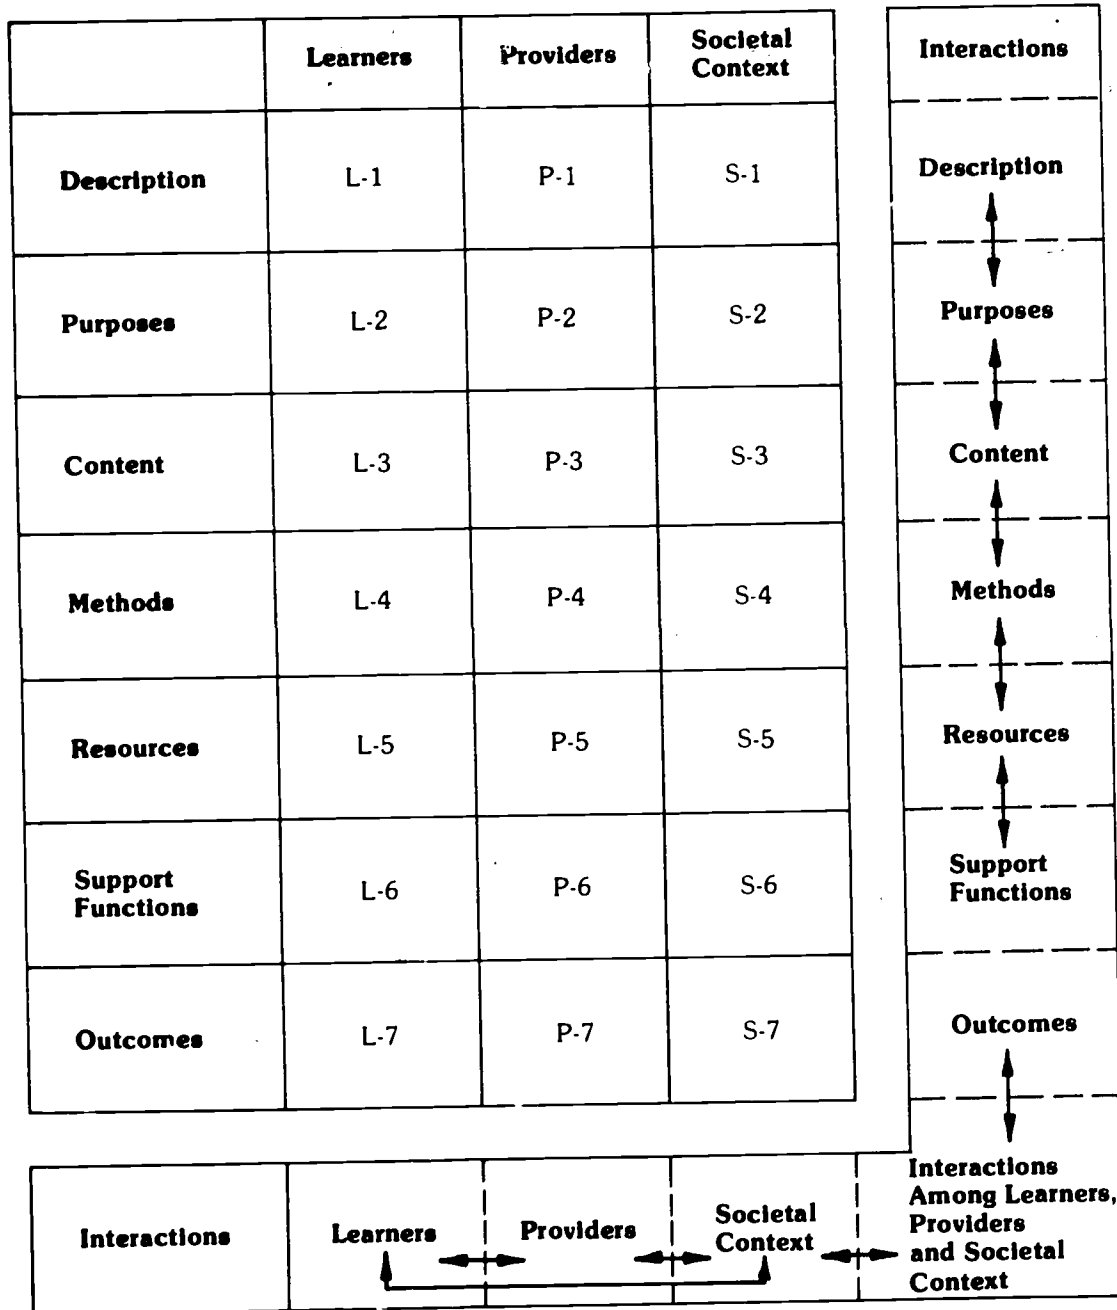 Learners Providers Societal Context Interactions
Description L-1 P-1 S-1 Description
Purposes L-2 P-2 S-2 Purposes
Content L-3 P-3 S-3 Content
Methods L-4 P-4 S-4 Methods
Resources L-5 P-5 S-5 Resources
Support Functions L-6 P-6 S-6 Support Functions
Outcomes L-7 P-7 S-7 Outcomes
Interactions Learners Providers Societal Context
Interactions
Among Learners,
Providers
and Societal
Context